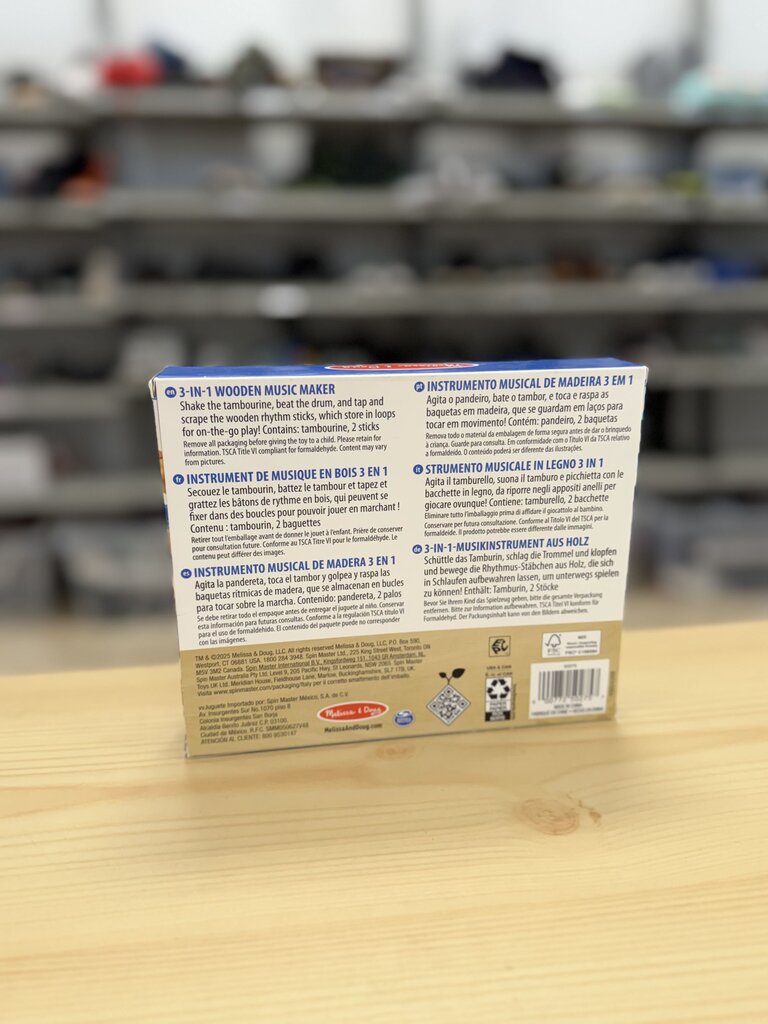 Melissa & Doug
en 3-IN-1 WOODEN MUSIC MAKER
Shake the tambourine, beat the drum, and tap and
scrape the wooden rhythm sticks, which store in loops
for on-the-go play! Contains: tambourine, 2 sticks
Remove all packaging before giving the toy to a child. Please retain for
information. TSCA Title VI compliant for formaldehyde. Content may vary
from pictures.
fr INSTRUMENT DE MUSIQUE EN BOIS 3 EN 1
Secouez le tambourin, battez le tambour et tapez et
grattez les bâtons de rythme en bois, qui peuvent se
fixer dans des boucles pour pouvoir jouer en marchant !
Contenu : tambourin, 2 baguettes
Retirer tout l'emballage avant de donner le jouet à l'enfant. Prière de conserver
pour consultation future. Conforme au TSCA Titre VI pour le formaldéhyde. Le
contenu peut différer des images.
es INSTRUMENTO MUSICAL DE MADERA 3 EN 1
Agita la pandereta, toca el tambor y golpea y raspa las
baquetas rítmicas de madera, que se almacenan en bucles
para tocar sobre la marcha. Contenido: pandereta, 2 palos
Se debe retirar todo el empaque antes de entregar el juguete al niño. Conservar
esta información para futuras consultas. Conforme a la regulación TSCA título VI
para el uso de formaldehído. El contenido del paquete puede no corresponder
con las imágenes.
pt INSTRUMENTO MUSICAL DE MADEIRA 3 EM 1
Agita o pandeiro, bate o tambor, e toca e raspa as
baquetas em madeira, que se guardam em laços para
tocar em movimento! Contém: pandeiro, 2 baquetas
Remova todo o material da embalagem de forma segura antes de dar o brinquedo
à criança. Guarde para consulta. Em conformidade com o Título VI da TSCA relativo
a formaldeído. O conteúdo poderá ser diferente das ilustrações.
it STRUMENTO MUSICALE IN LEGNO 3 IN 1
Agita il tamburello, suona il tamburo e picchietta con le
bacchette in legno, da riporre negli appositi anelli per
giocare ovunque! Contiene: tamburello, 2 bacchette
Eliminare tutto l'imballaggio prima di affidare il giocattolo al bambino.
Conservare per futura consultazione. Conforme al Titolo VI del TSCA per la
formaldeide. Il prodotto potrebbe essere differente dalle immagini.
de 3-IN-1-MUSIKINSTRUMENT AUS HOLZ
Schüttle das Tamburin, schlag die Trommel und klopfen
und bewege die Rhythmus-Stäbchen aus Holz, die sich
in Schlaufen aufbewahren lassen, um unterwegs spielen
zu können! Enthält: Tamburin, 2 Stöcke
Bevor Sie Ihrem Kind das Spielzeug geben, bitte die gesamte Verpackung
entfernen. Bitte zur Information aufbewahren. TSCA Titel VI konform für
Formaldehyd. Der Packungsinhalt kann von den Bildern abweichen.
™ & ©2025 Melissa & Doug, LLC. All rights reserved Melissa & Doug, LLC, P.O. Box 590,
Westport, CT 06881 USA, 1800 284 3948. Spin Master Ltd., 225 King Street West, Toronto ON
M5V 3M2 Canada. Spin Master International B.V., Kingsfordweg 151, 1043 GR Amsterdam, NL.
Spin Master Australia Pty Ltd, Level 9, 205 Pacific Hwy, St Leonards, NSW 2065. Spin Master
Toys UK Ltd, Meridian House, Fieldhouse Lane, Marlow, Buckinghamshire, SL7 1TB, UK.
Visita www.spinmaster.com/packaging/italy per il corretto smaltimento dell'imballo.
Juguete Importado por: Spin Master México, S.A. de C.V.
Av. Insurgentes Sur No.1070 piso 8
Colonia Insurgentes San Borja
Alcaldía Benito Juárez C.P. 03100,
Ciudad de México. R.F.C. SMM050627V48
ATENCIÓN AL CLIENTE: 800 9530147
Melissa & Doug
MelissaAndDoug.com
PAPER
FSC
MIX